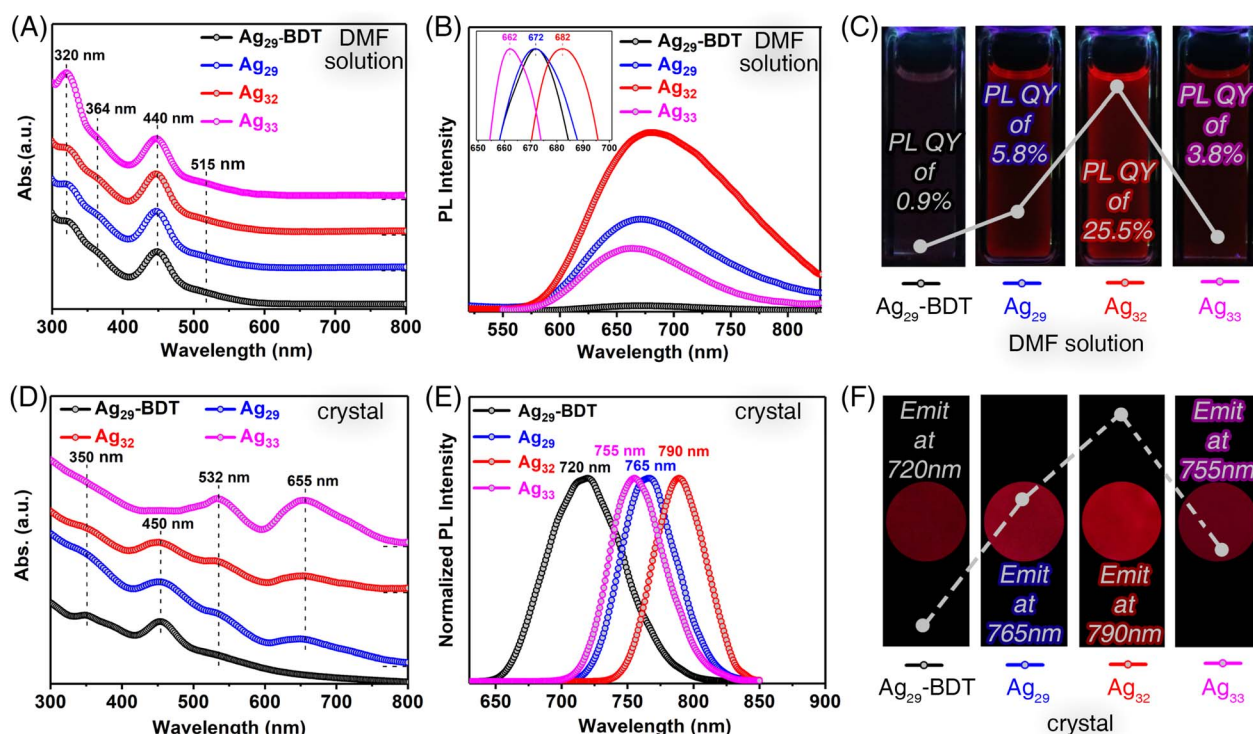 (A)
Ag29-BDT
Ag29
Ag32
Ag33
DMF
solution
320 nm
364 nm
440 nm
515 nm
Abs.(a.u.)
300 400 500 600 700 800
Wavelength (nm)
(B)
662 672 682
650 660 670 680 690 700
Ag29-BDT
Ag29
Ag32
Ag33
DMF
solution
PL Intensity
550 600 650 700 750 800
Wavelength (nm)
(C)
PL QY
of
0.9%
PL QY
of
5.8%
PL QY
of
25.5%
PL QY
of
3.8%
Ag29-BDT
Ag29
Ag32
Ag33
DMF solution
(D)
Ag29-BDT
Ag29
Ag32
Ag33
crystal
350 nm
450 nm
532 nm
655 nm
Abs. (a.u.)
300 400 500 600 700 800
Wavelength (nm)
(E)
Ag29-BDT
Ag29
Ag32
Ag33
crystal
720 nm
755 nm
765 nm
790 nm
Normalized PL Intensity
650 700 750 800 850 900
Wavelength (nm)
(F)
Emit
at
720nm
Emit
at
765nm
Emit
at
790nm
Emit
at
755nm
Ag29-BDT
Ag29
Ag32
Ag33
crystal